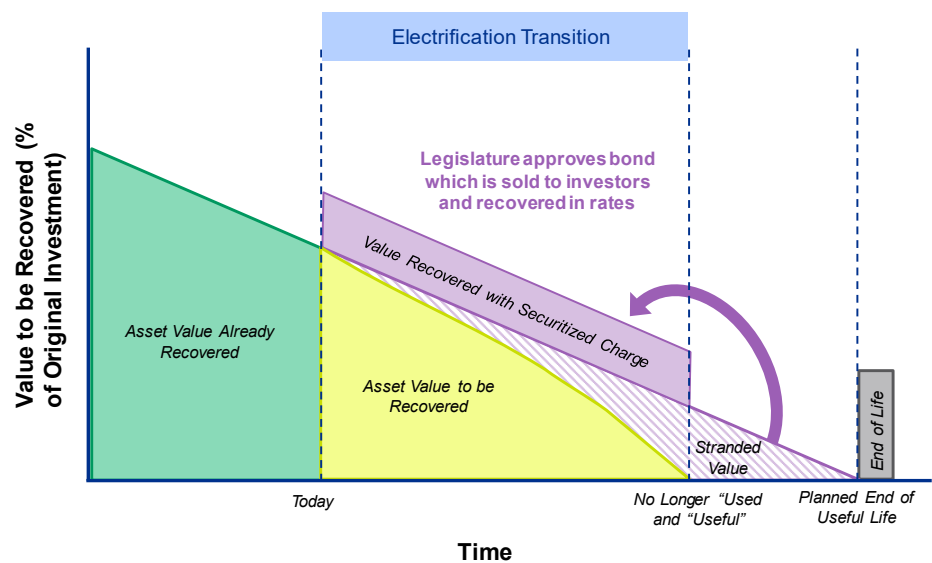 Electrification Transition
Value to be Recovered (%
of Original Investment)
Legislature approves bond
which is sold to investors
and recovered in rates
Value Recovered with Securitized Charge
Asset Value Already
Recovered
Asset Value to be
Recovered
Stranded
Value
End of Life
Today
No Longer “Used
and “Useful”
Planned End of
Useful Life
Time